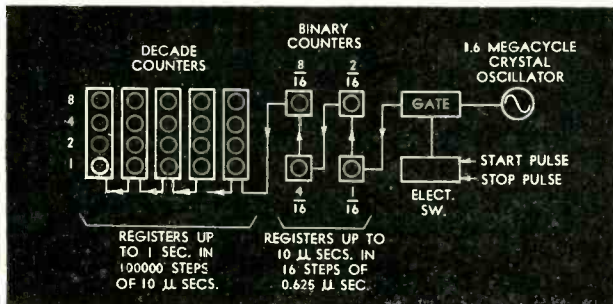 DECADE
COUNTERS
BINARY
COUNTERS
1.6 MEGACYCLE
CRYSTAL
OSCILLATOR
8
16
2
16
8
4
2
1
GATE
START PULSE
STOP PULSE
ELECT.
SW.
4
16
1
16
REGISTERS UP
TO 1 SEC. IN
100000 STEPS
OF 10 µ SECS.
REGISTERS UP TO
10 µ SECS. IN
16 STEPS OF
0.625 µ SEC.